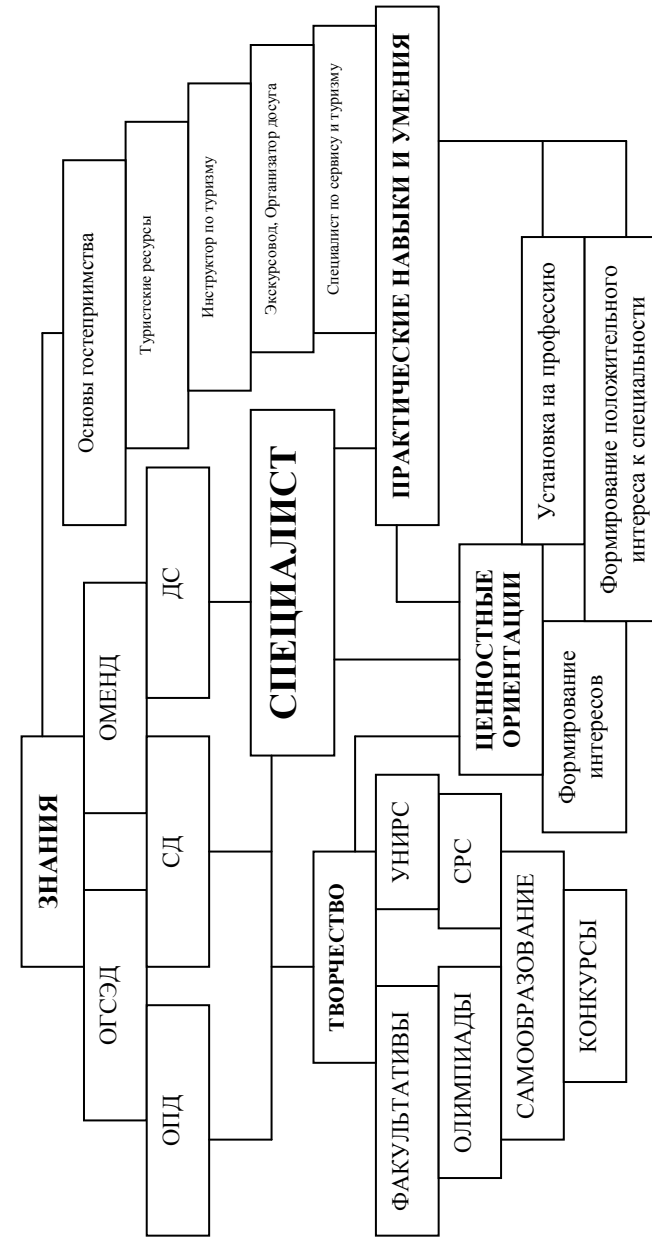 ЗНАНИЯ
ОГСЭД
ОМЕНД
ОПД
СД
ДС
Основы гостеприимства
Туристские ресурсы
Инструктор по туризму
Экскурсовод, Организатор досуга
Специалист по сервису и туризму
ПРАКТИЧЕСКИЕ НАВЫКИ И УМЕНИЯ
СПЕЦИАЛИСТ
ТВОРЧЕСТВО
ФАКУЛЬТАТИВЫ
УНИРС
ОЛИМПИАДЫ
СРС
САМООБРАЗОВАНИЕ
КОНКУРСЫ
ЦЕННОСТНЫЕ
ОРИЕНТАЦИИ
Формирование
интересов
Установка на профессию
Формирование положительного
интереса к специальности